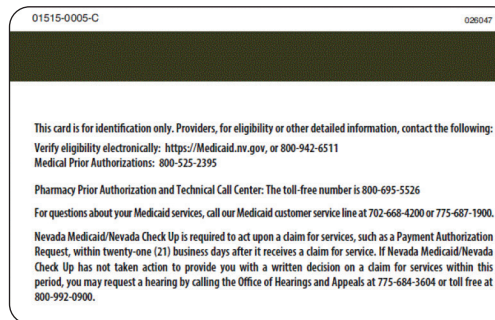 01515-0005-C 026047
This card is for identification only. Providers, for eligibility or other detailed information, contact the following:
Verify eligibility electronically: https://Medicaid.nv.gov, or 800-942-6511
Medical Prior Authorizations: 800-525-2395
Pharmacy Prior Authorization and Technical Call Center: The toll-free number is 800-695-5526
For questions about your Medicaid services, call our Medicaid customer service line at 702-668-4200 or 775-687-1900.
Nevada Medicaid/Nevada Check Up is required to act upon a claim for services, such as a Payment Authorization
Request, within twenty-one (21) business days after it receives a claim for service. If Nevada Medicaid/Nevada
Check Up has not taken action to provide you with a written decision on a claim for services within this
period, you may request a hearing by calling the Office of Hearings and Appeals at 775-684-3604 or toll free at
800-992-0900.